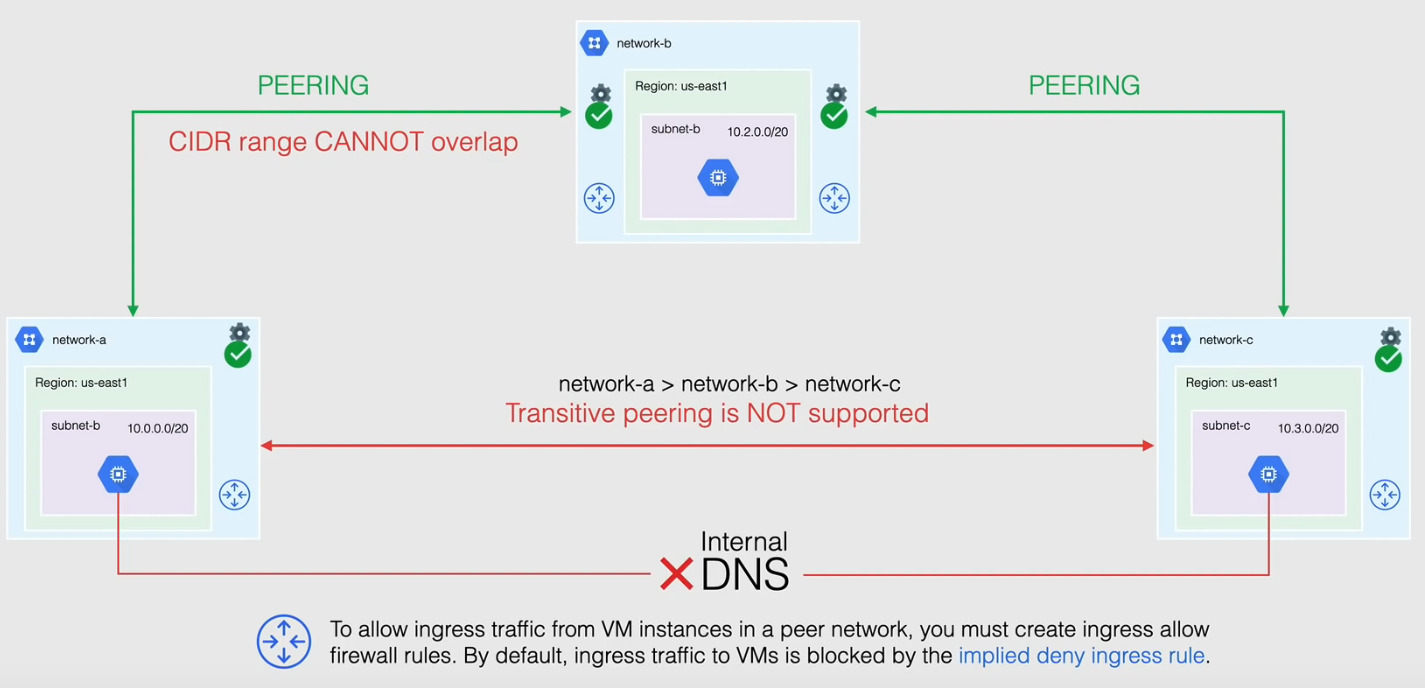 network-b
PEERING
Region: us-east1
PEERING
CIDR range CANNOT overlap
subnet-b 10.2.0.0/20
network-a
Region: us-east1
subnet-b 10.0.0.0/20
network-a > network-b > network-c
Transitive peering is NOT supported
network-c
Region: us-east1
subnet-c 10.3.0.0/20
Internal
DNS
To allow ingress traffic from VM instances in a peer network, you must create ingress allow
firewall rules. By default, ingress traffic to VMs is blocked by the implied deny ingress rule.